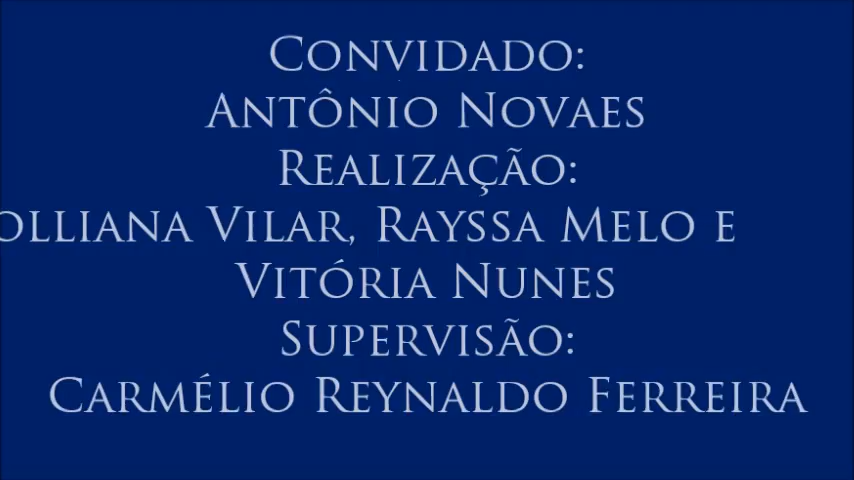 Convidado:
Antônio Novaes
Realização:
olliana Vilar, Rayssa Melo e
Vitória Nunes
Supervisão:
Carmélio Reynaldo Ferreira